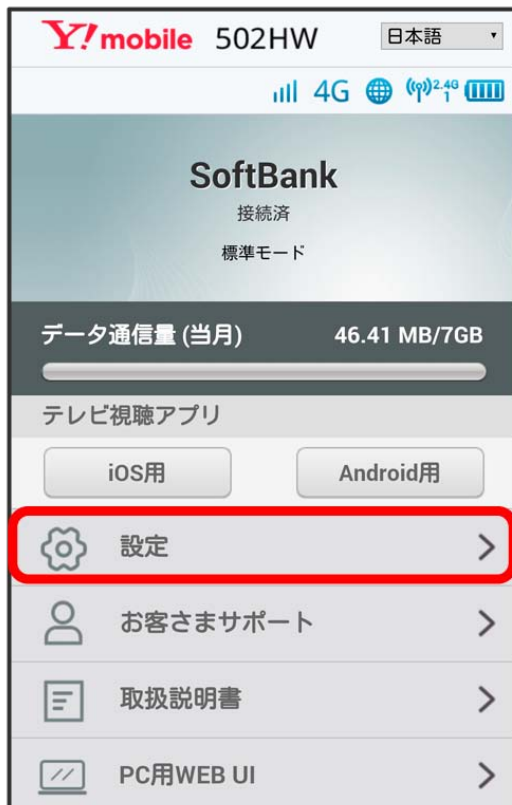 Y!mobile 502HW 日本語
4G 2.4G 1
SoftBank
接続済
標準モード
データ通信量 (当月) 46.41 MB/7GB
テレビ視聴アプリ
iOS用 Android用
設定
お客さまサポート
取扱説明書
PC用WEB UI